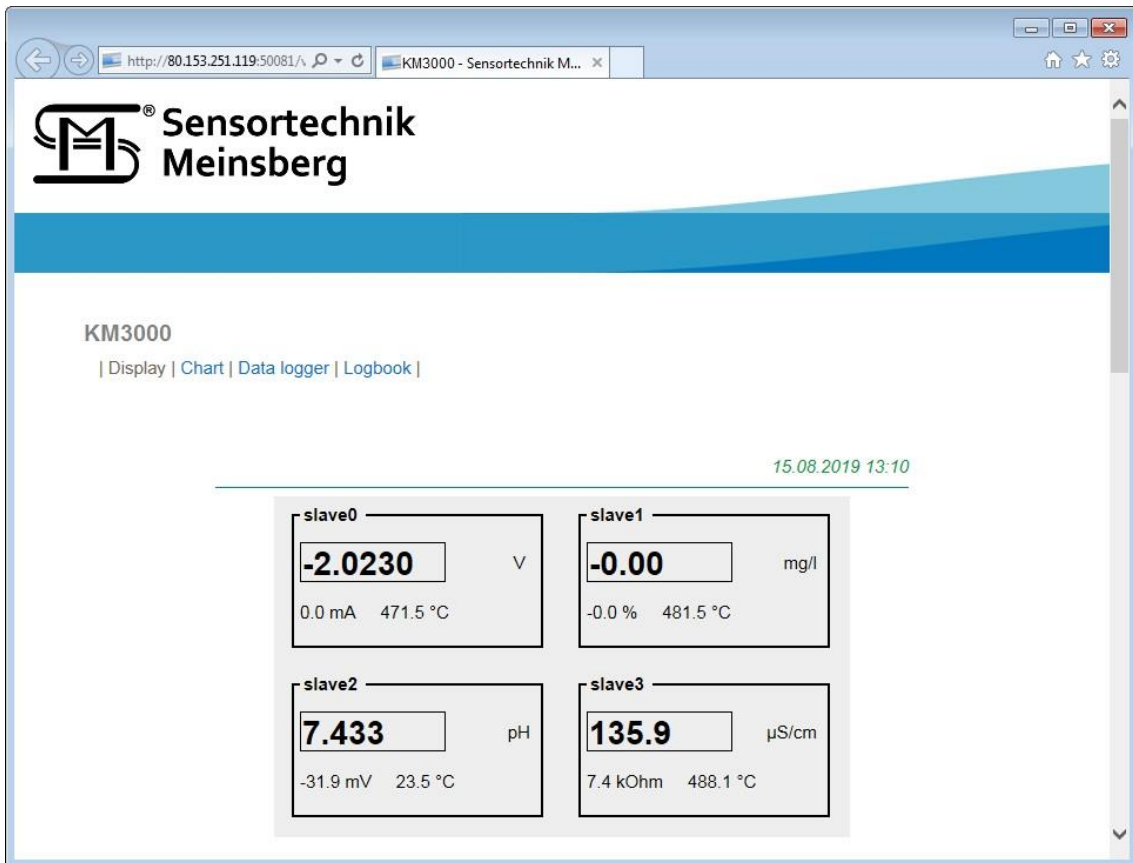 http://80.153.251.119:50081/
KM3000 - Sensortechnik M...
SM®
Sensortechnik
Meinsberg
KM3000
| Display | Chart | Data logger | Logbook |
15.08.2019 13:10
slave0
-2.0230 V
0.0 mA 471.5 °C
slave1
-0.00 mg/l
-0.0 % 481.5 °C
slave2
7.433 pH
-31.9 mV 23.5 °C
slave3
135.9 µS/cm
7.4 kOhm 488.1 °C